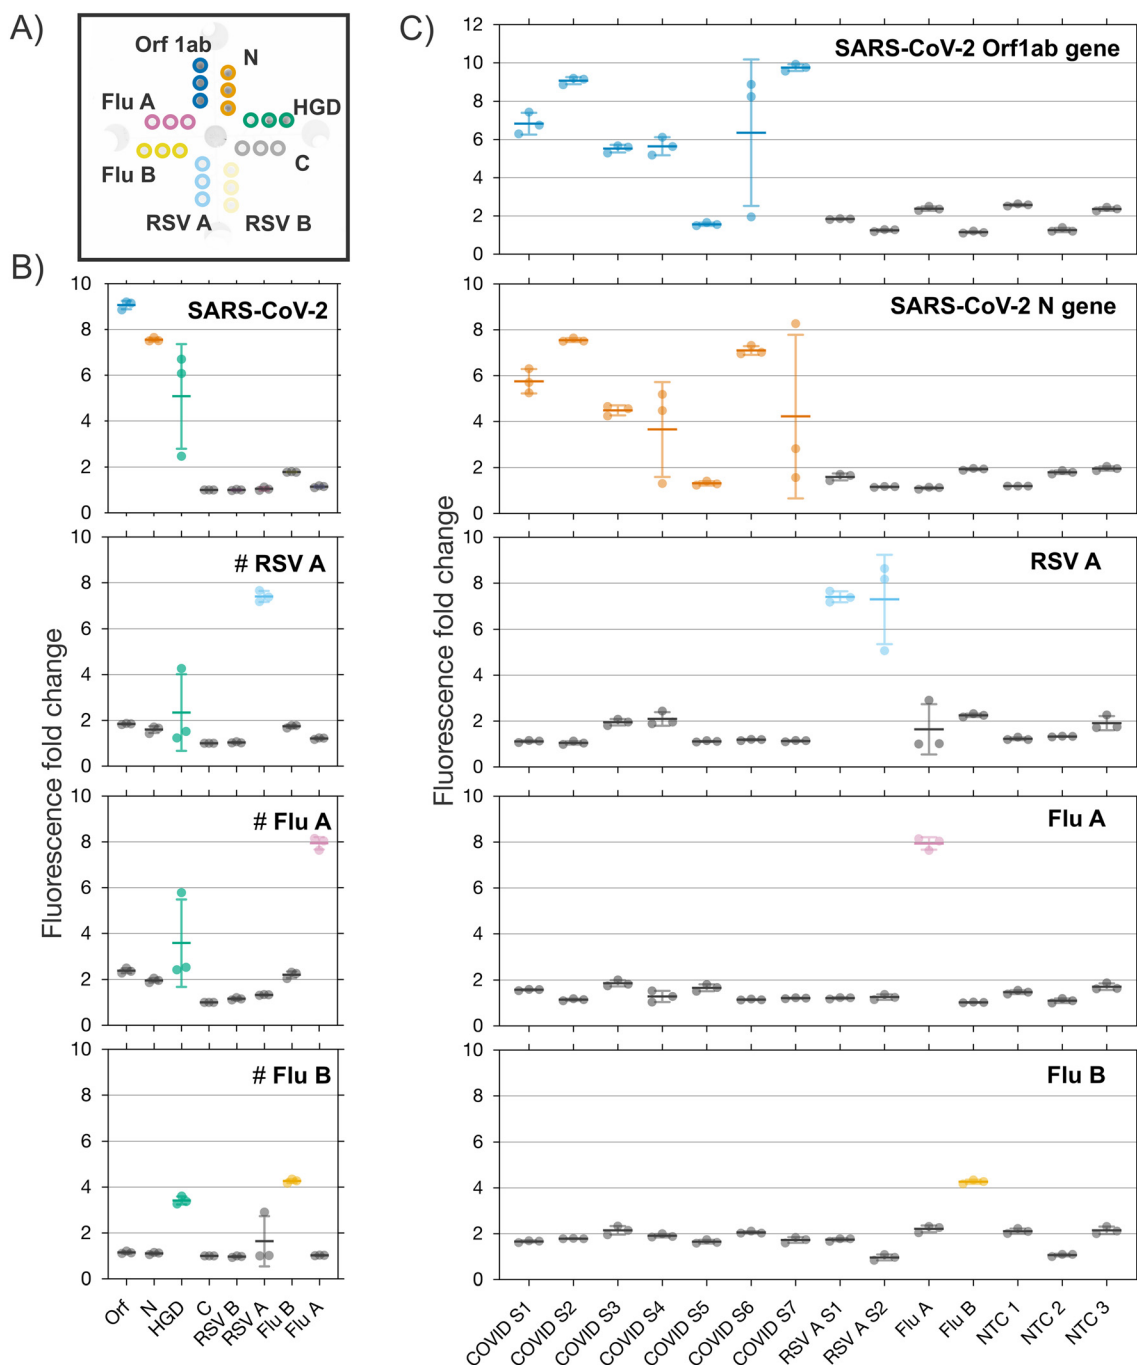 A)
Orf 1ab
N
Flu A
HGD
Flu B
C
RSV A
RSV B
B)
Fluorescence fold change
10
8
6
4
2
0
SARS-CoV-2
10
8
6
4
2
0
# RSV A
10
8
6
4
2
0
# Flu A
10
8
6
4
2
0
# Flu B
Orf
N
HGD
C
RSV B
RSV A
Flu B
Flu A
C)
Fluorescence fold change
12
10
8
6
4
2
0
SARS-CoV-2 Orf1ab gene
10
8
6
4
2
0
SARS-CoV-2 N gene
10
8
6
4
2
0
RSV A
10
8
6
4
2
0
Flu A
10
8
6
4
2
0
Flu B
COVID S1
COVID S2
COVID S3
COVID S4
COVID S5
COVID S6
COVID S7
RSV A S1
RSV A S2
Flu A
Flu B
NTC 1
NTC 2
NTC 3